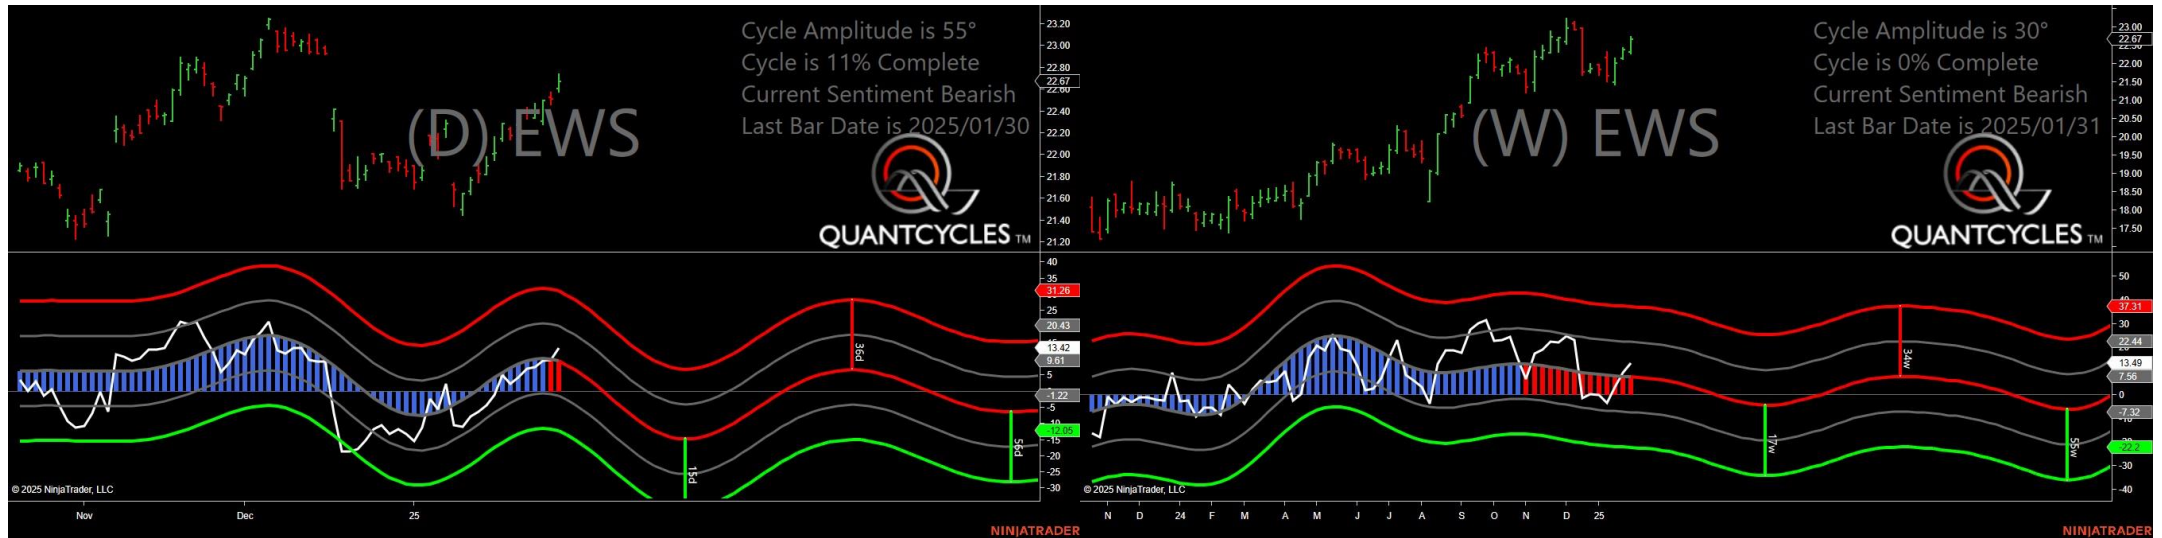 Cycle Amplitude is 55°
Cycle is 11% Complete
Current Sentiment Bearish
Last Bar Date is 2025/01/30
(D) EWS
QUANTCYCLES TM
23.20
23.00
22.80
22.67
22.60
22.40
22.20
22.00
21.80
21.60
21.40
21.20
40
35
31.26
25
20.43
13.42
9.61
5
-1.22
-5
-12.05
-15
-20
-25
-30
36d
15d
56d
© 2025 NinjaTrader, LLC
Nov Dec 25
NINJATRADER
Cycle Amplitude is 30°
Cycle is 0% Complete
Current Sentiment Bearish
Last Bar Date is 2025/01/31
(W) EWS
QUANTCYCLES TM
23.00
22.67
22.00
21.50
21.00
20.50
20.00
19.50
19.00
18.50
18.00
17.50
50
37.31
30
22.44
13.49
7.56
0
-7.32
-22.2
-30
-40
34w
17w
55w
© 2025 NinjaTrader, LLC
N D 24 F M A M J J A S O N D 25
NINJATRADER